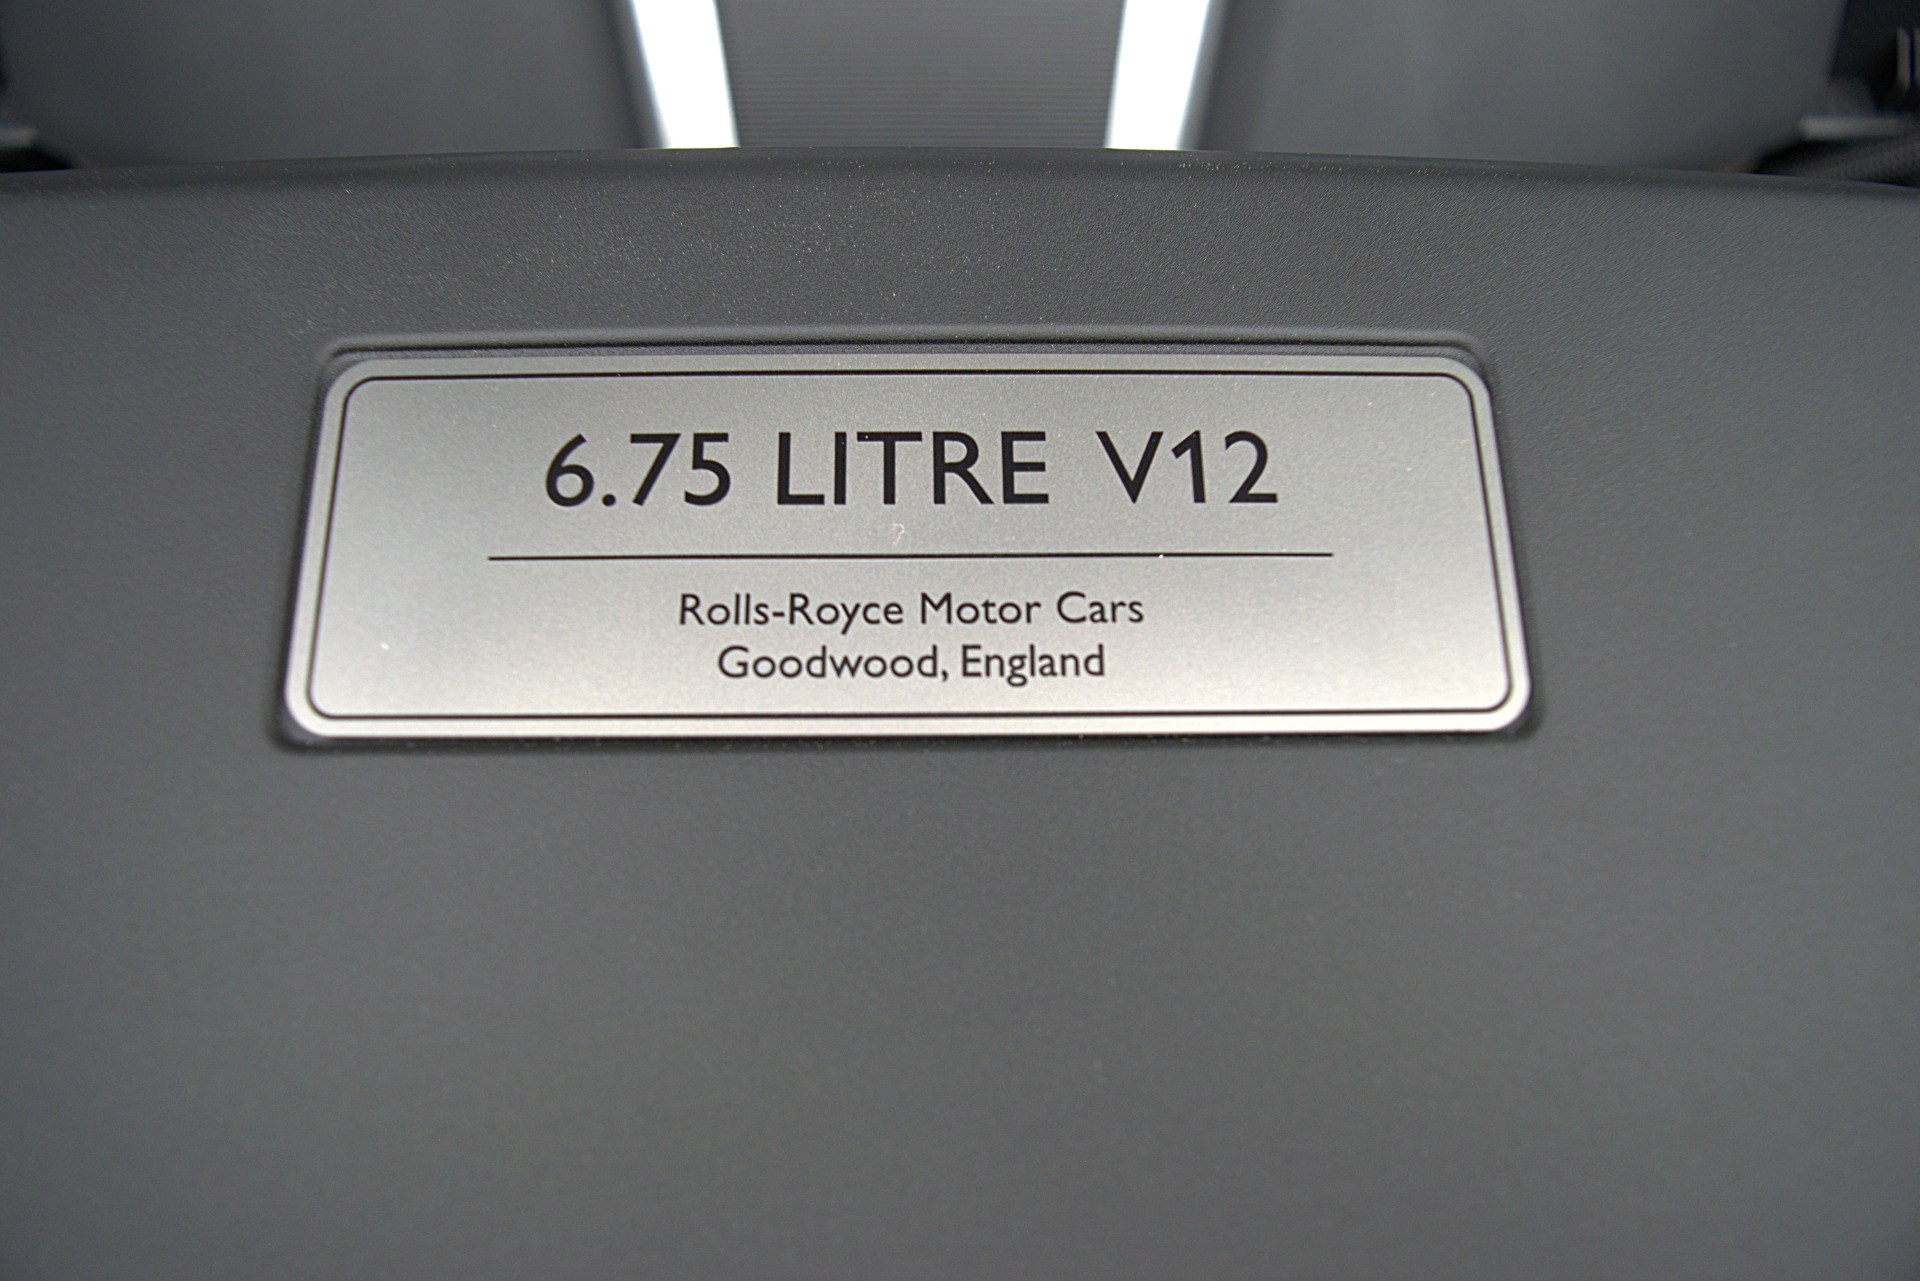 6.75 LITRE V12
Rolls-Royce Motor Cars
Goodwood, England